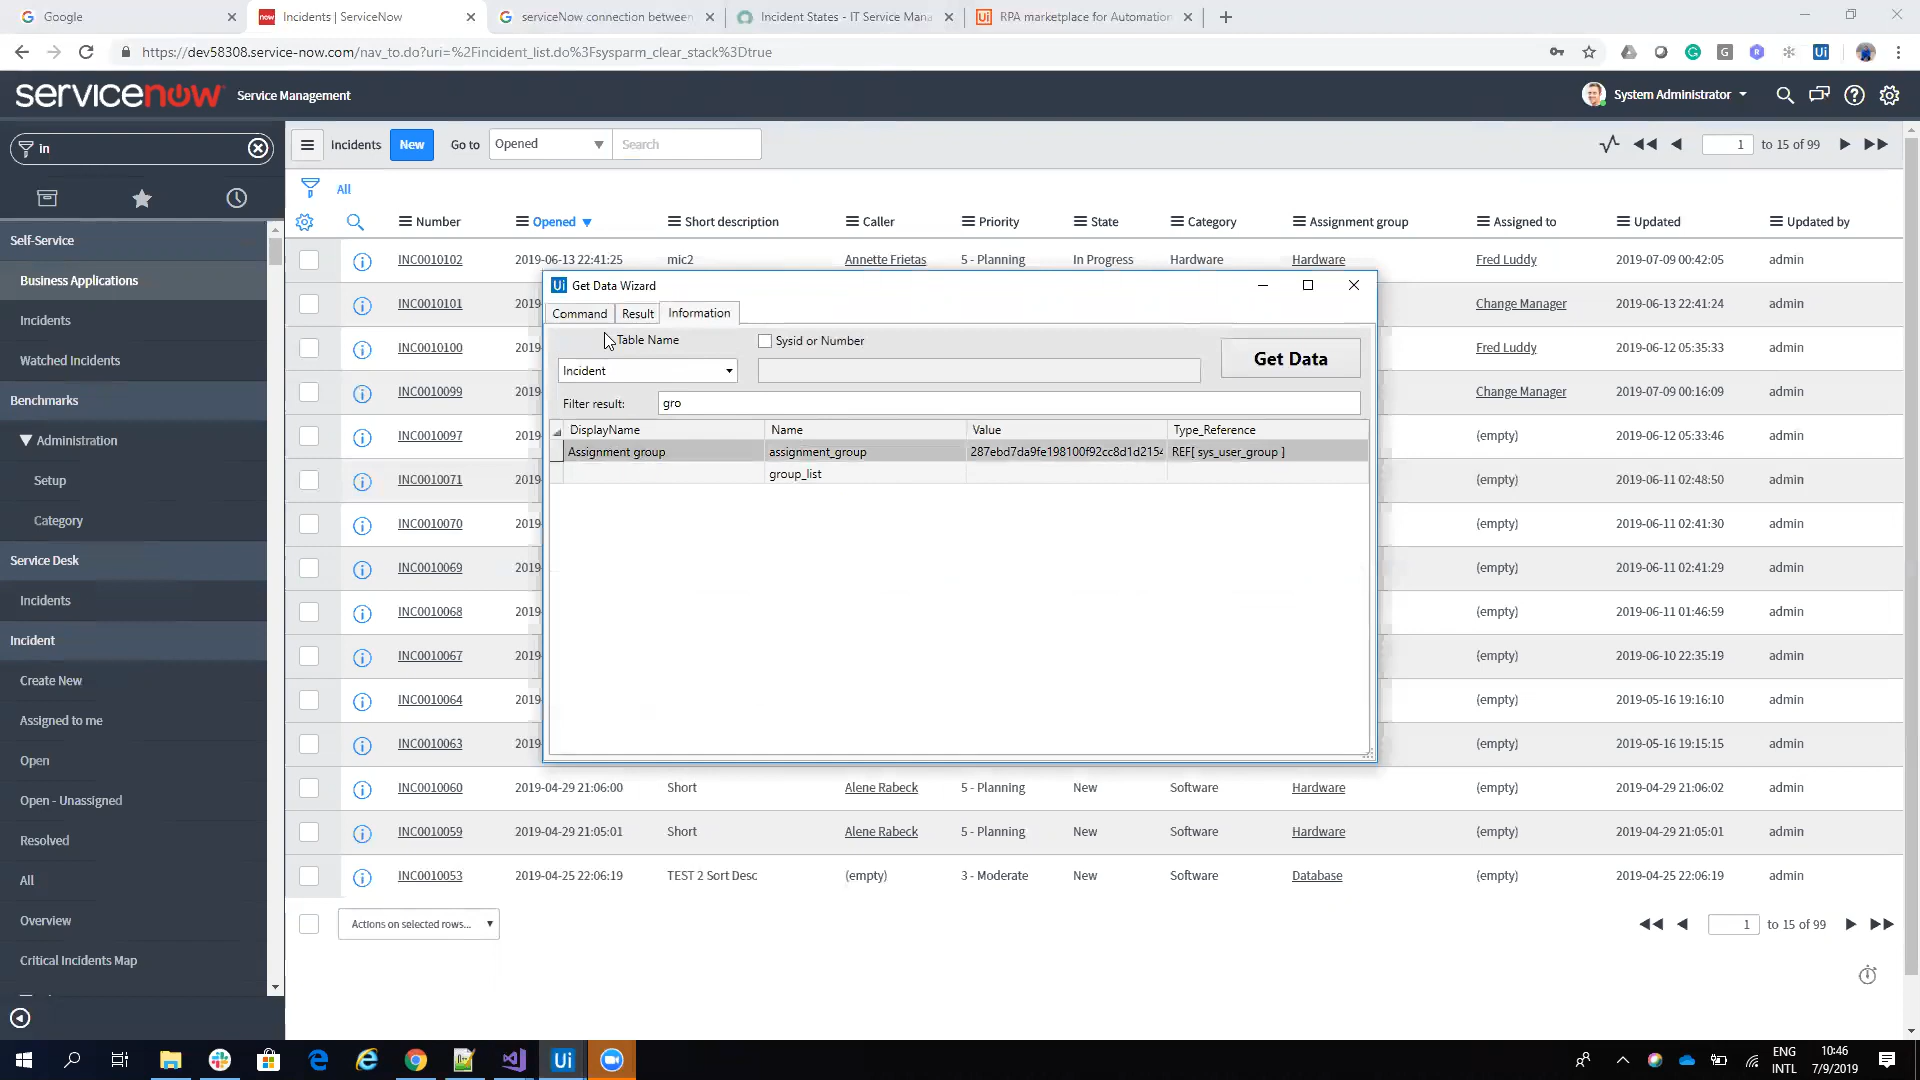 Google
Incidents | ServiceNow
serviceNow connection between
Incident States - IT Service Mana
RPA marketplace for Automation
https://dev58308.service-now.com/nav_to.do?uri=%2Fincident_list.do%3Fsysparm_clear_stack%3Dtrue
servicenow Service Management
System Administrator
in
Incidents New Go to Opened Search
1 to 15 of 99
All
Number Opened Short description Caller Priority State Category Assignment group Assigned to Updated Updated by
INC0010102 2019-06-13 22:41:25 mic2 Annette Frietas 5 - Planning In Progress Hardware Hardware Fred Luddy 2019-07-09 00:42:05 admin
INC0010101 2019 Change Manager 2019-06-13 22:41:24 admin
INC0010100 2019 Fred Luddy 2019-06-12 05:35:33 admin
INC0010099 2019 Change Manager 2019-07-09 00:16:09 admin
INC0010097 2019 (empty) 2019-06-12 05:33:46 admin
INC0010071 2019 (empty) 2019-06-11 02:48:50 admin
INC0010070 2019 (empty) 2019-06-11 02:41:30 admin
INC0010069 2019 (empty) 2019-06-11 02:41:29 admin
INC0010068 2019 (empty) 2019-06-11 01:46:59 admin
INC0010067 2019 (empty) 2019-06-10 22:35:19 admin
INC0010064 2019 (empty) 2019-05-16 19:16:10 admin
INC0010063 2019 (empty) 2019-05-16 19:15:15 admin
INC0010060 2019-04-29 21:06:00 Short Alene Rabeck 5 - Planning New Software Hardware (empty) 2019-04-29 21:06:02 admin
INC0010059 2019-04-29 21:05:01 Short Alene Rabeck 5 - Planning New Software Hardware (empty) 2019-04-29 21:05:01 admin
INC0010053 2019-04-25 22:06:19 TEST 2 Sort Desc (empty) 3 - Moderate New Software Database (empty) 2019-04-25 22:06:19 admin
Actions on selected rows...
1 to 15 of 99
Self-Service
Business Applications
Incidents
Watched Incidents
Benchmarks
Administration
Setup
Category
Service Desk
Incidents
Incident
Create New
Assigned to me
Open
Open - Unassigned
Resolved
All
Overview
Critical Incidents Map
Ui Get Data Wizard
Command Result Information
Table Name Sysid or Number
Incident
Get Data
Filter result: gro
DisplayName Name Value Type_Reference
Assignment group assignment_group 287ebd7da9fe198100f92cc8d1d2154 REF[ sys_user_group ]
group_list
Ui
ENG
INTL
10:46
7/9/2019